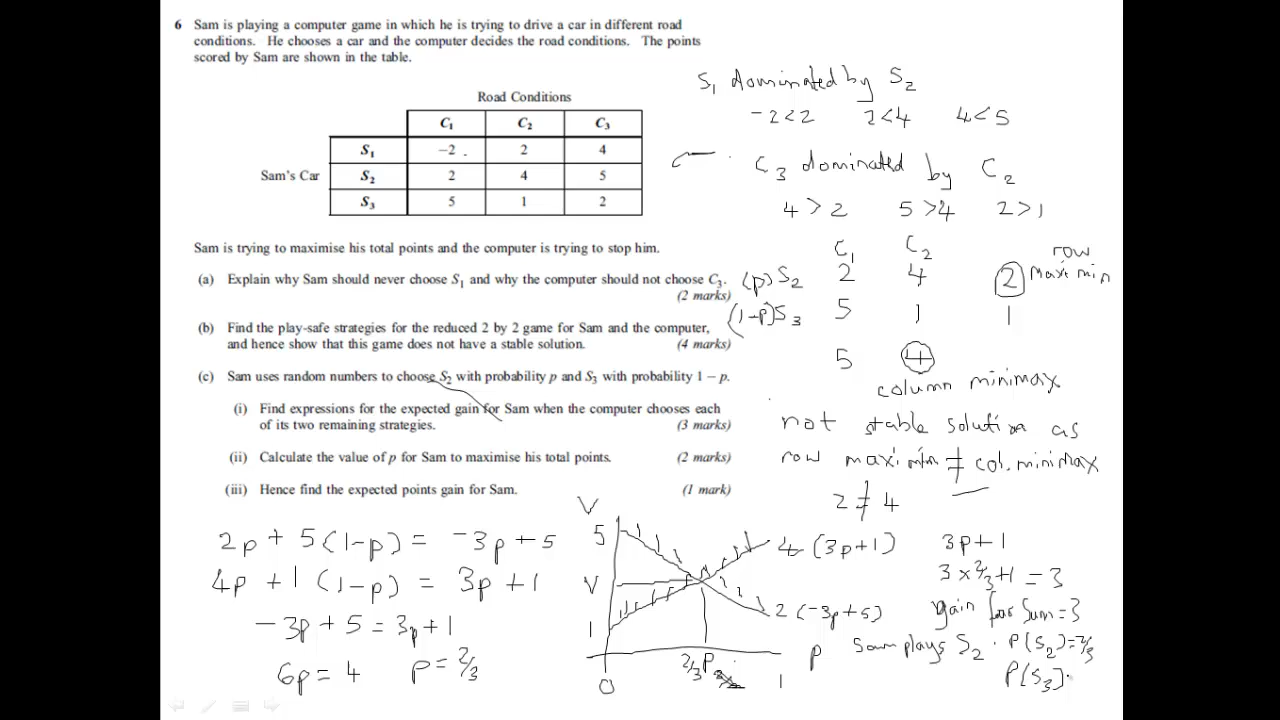 6 Sam is playing a computer game in which he is trying to drive a car in different road
conditions. He chooses a car and the computer decides the road conditions. The points
scored by Sam are shown in the table.
Road Conditions
C₁ C₂ C₃
S₁ −2 2 4
Sam's Car S₂ 2 4 5
S₃ 5 1 2
Sam is trying to maximise his total points and the computer is trying to stop him.
(a) Explain why Sam should never choose S₁ and why the computer should not choose C₃.
(2 marks)
(b) Find the play-safe strategies for the reduced 2 by 2 game for Sam and the computer,
and hence show that this game does not have a stable solution. (4 marks)
(c) Sam uses random numbers to choose S₂ with probability p and S₃ with probability 1 − p.
(i) Find expressions for the expected gain for Sam when the computer chooses each
of its two remaining strategies. (3 marks)
(ii) Calculate the value of p for Sam to maximise his total points. (2 marks)
(iii) Hence find the expected points gain for Sam. (1 mark)
S₁ dominated by S₂
-2<2 2<4 4<5
C₃ dominated by C₂
4>2 5>4 2>1
C₁ C₂ row
(p) S₂ 2 4 2 maximin
(1-p) S₃ 5 1 1
5 4
column minimax
not stable solution as
row maximin ≠ col. minimax
2 ≠ 4
2p + 5(1-p) = -3p+5
4p + 1(1-p) = 3p+1
-3p+5 = 3p+1
6p = 4 p = 2/3
V
5 4 (3p+1)
V
1 2 (-3p+5)
2/3 P p
0 1
3p+1
3 x 2/3 +1 = 3
gain for Sam = 3
Sam plays S₂ . P(S₂) = 2/3
P(S₃)